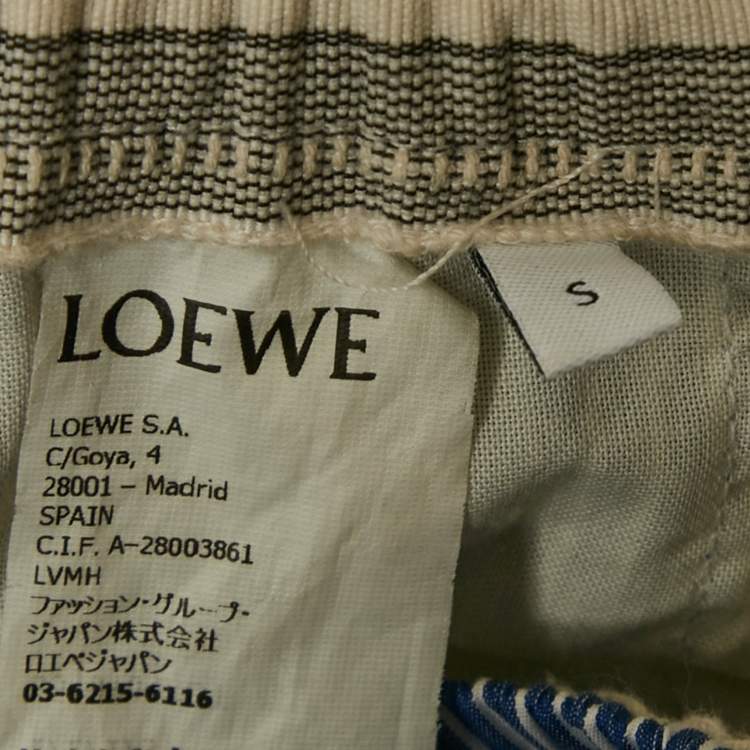 LOEWE
S
LOEWE S.A.
C/Goya, 4
28001 – Madrid
SPAIN
C.I.F. A-28003861
LVMH
ファッション・グループ・
ジャパン株式会社
ロエベジャパン
03-6215-6116